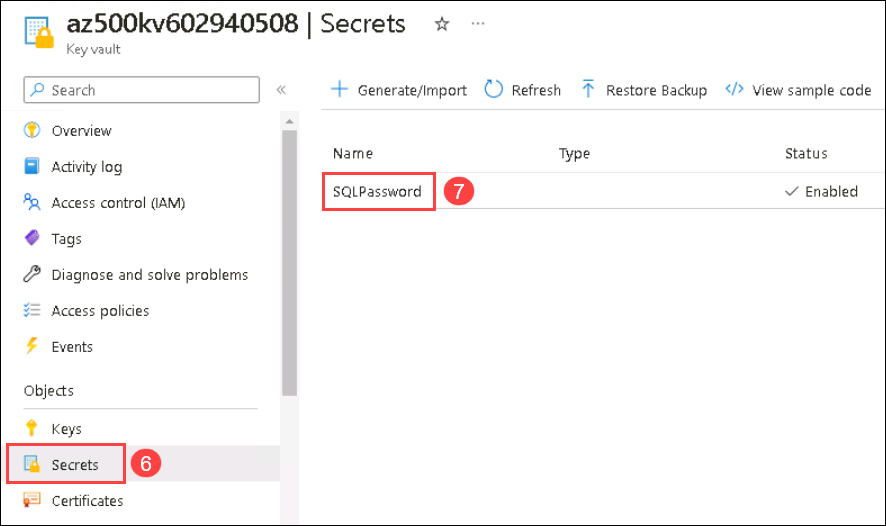 az500kv602940508 | Secrets ☆ ...
Key vault
Search «
Generate/Import Refresh Restore Backup View sample code
Overview
Activity log
Access control (IAM)
Tags
Diagnose and solve problems
Access policies
Events
Objects
Keys
Secrets 6
Certificates
Name Type Status
SQLPassword 7 ✓ Enabled